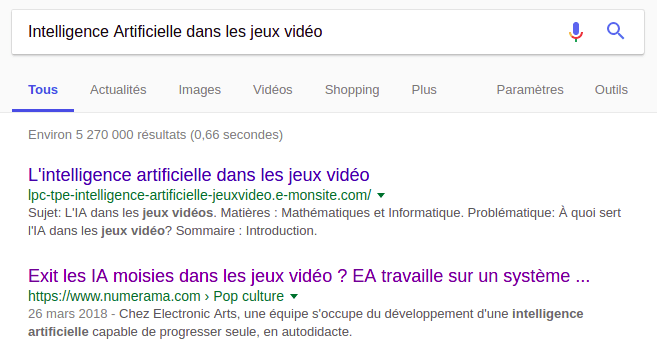 Intelligence Artificielle dans les jeux vidéo
Tous Actualités Images Vidéos Shopping Plus Paramètres Outils
Environ 5 270 000 résultats (0,66 secondes)
L'intelligence artificielle dans les jeux vidéo
lpc-tpe-intelligence-artificielle-jeuxvideo.e-monsite.com/
Sujet: L'IA dans les jeux vidéos. Matières : Mathématiques et Informatique. Problématique: À quoi sert
l'IA dans les jeux vidéo? Sommaire : Introduction.
Exit les IA moisies dans les jeux vidéo ? EA travaille sur un système ...
https://www.numerama.com › Pop culture
26 mars 2018 - Chez Electronic Arts, une équipe s'occupe du développement d'une intelligence
artificielle capable de progresser seule, en autodidacte.